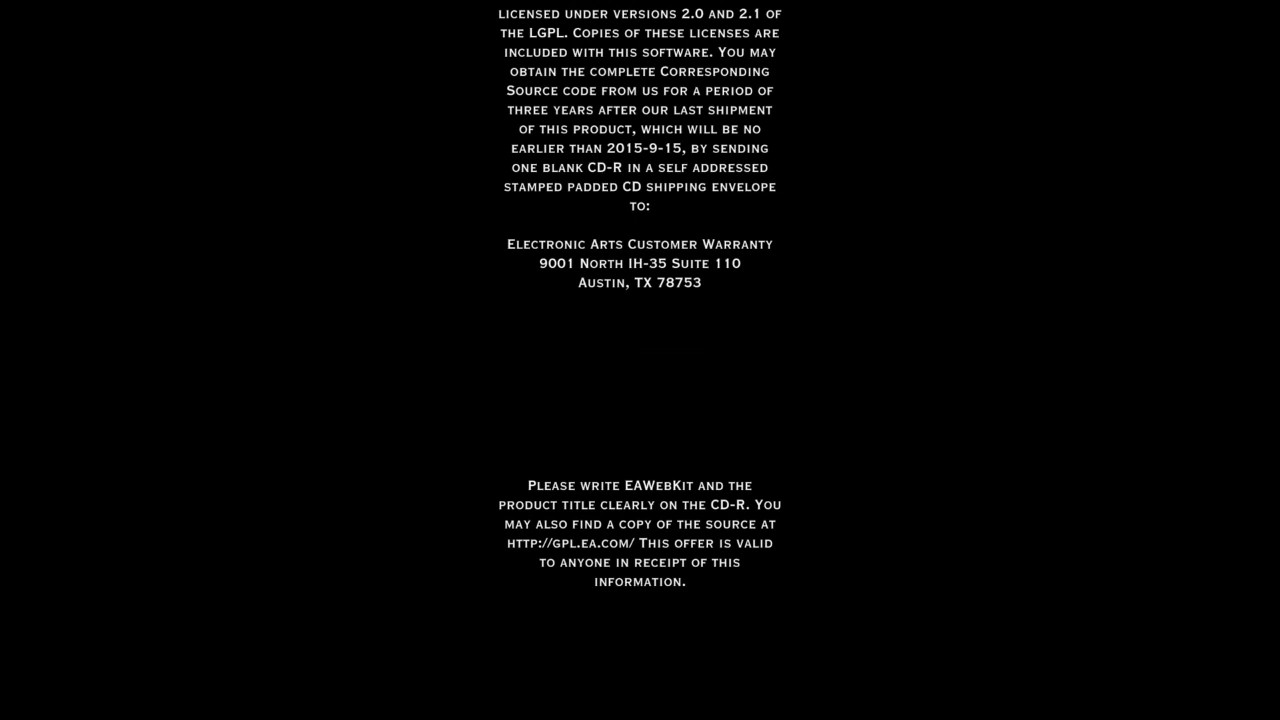 LICENSED UNDER VERSIONS 2.0 AND 2.1 OF
THE LGPL. COPIES OF THESE LICENSES ARE
INCLUDED WITH THIS SOFTWARE. YOU MAY
OBTAIN THE COMPLETE CORRESPONDING
SOURCE CODE FROM US FOR A PERIOD OF
THREE YEARS AFTER OUR LAST SHIPMENT
OF THIS PRODUCT, WHICH WILL BE NO
EARLIER THAN 2015-9-15, BY SENDING
ONE BLANK CD-R IN A SELF ADDRESSED
STAMPED PADDED CD SHIPPING ENVELOPE
TO:
ELECTRONIC ARTS CUSTOMER WARRANTY
9001 NORTH IH-35 SUITE 110
AUSTIN, TX 78753
PLEASE WRITE EAWEBKIT AND THE
PRODUCT TITLE CLEARLY ON THE CD-R. YOU
MAY ALSO FIND A COPY OF THE SOURCE AT
HTTP://GPL.EA.COM/ THIS OFFER IS VALID
TO ANYONE IN RECEIPT OF THIS
INFORMATION.